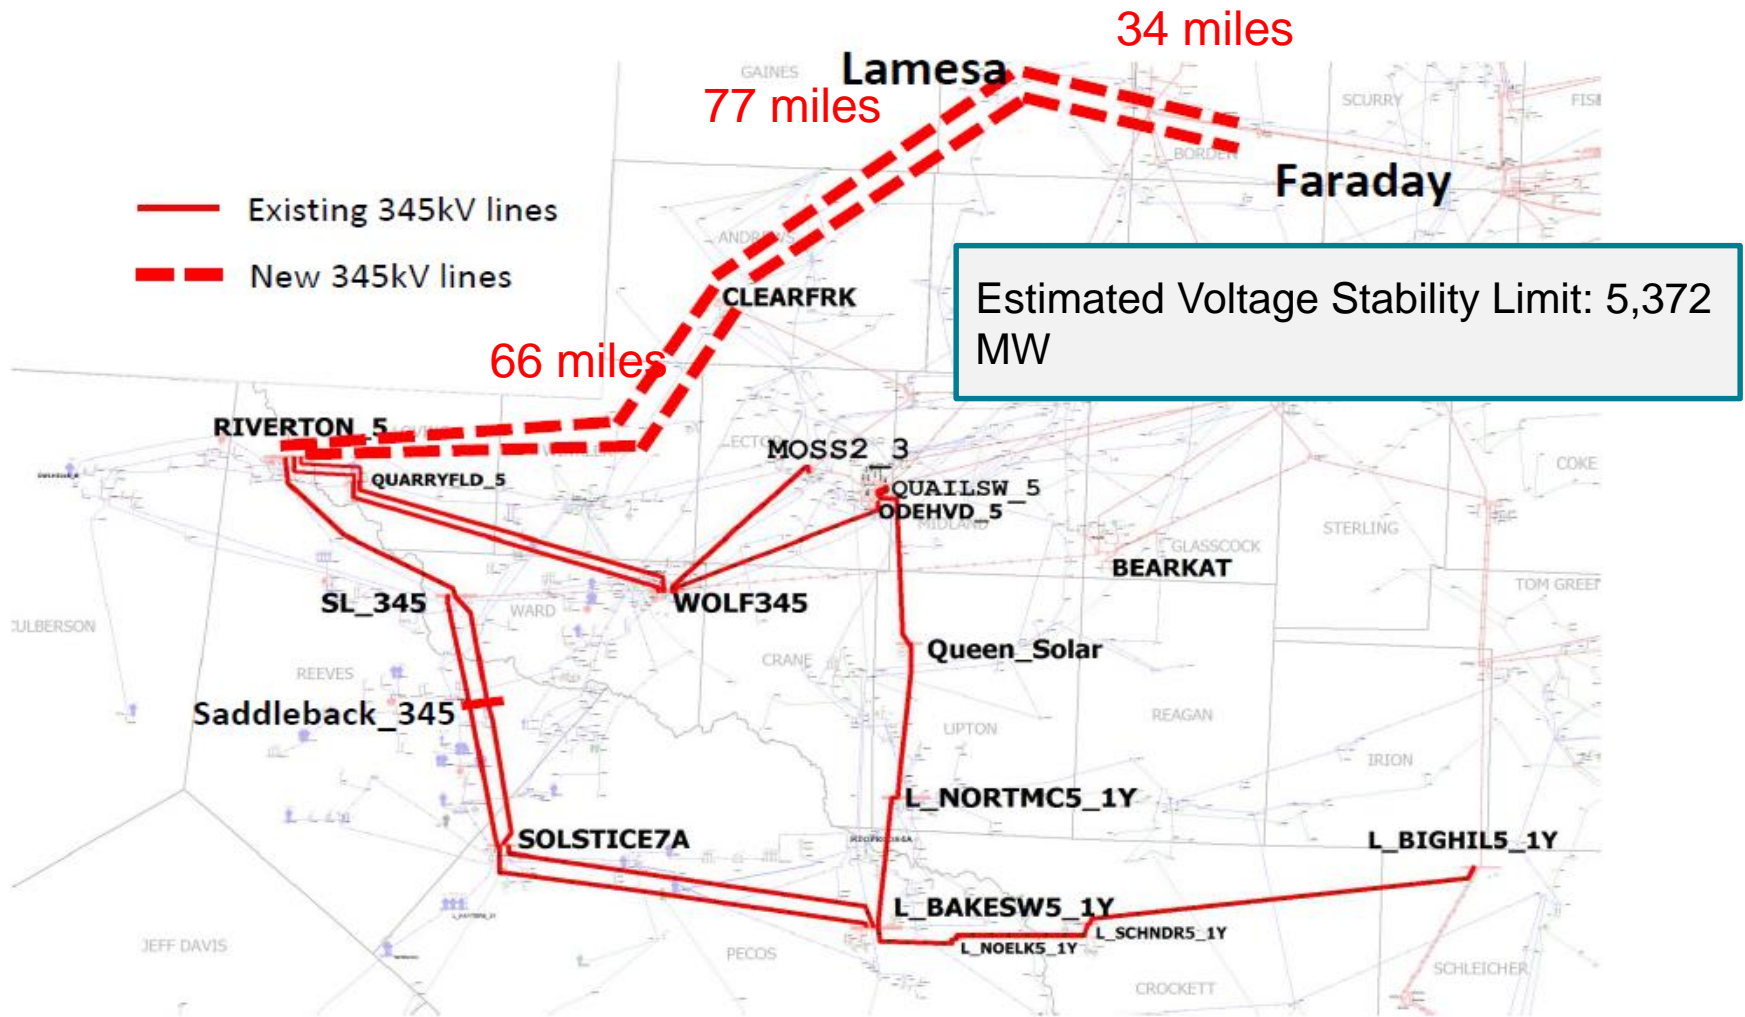 34 miles
Lamesa
GAINES
77 miles
SCURRY
BORDEN
Faraday
Existing 345kV lines
ANDREWS
New 345kV lines
CLEARFRK
Estimated Voltage Stability Limit: 5,372
MW
66 miles
RIVERTON_5
ECTOR
MOSS2_3
COKE
QUARRYFLD_5
QUAILSW_5
ODEHVD_5
MIDLAND
STERLING
GLASSCOCK
BEARKAT
TOM GREEN
SL_345
WARD
WOLF345
CULBERSON
Queen_Solar
CRANE
REEVES
Saddleback_345
REAGAN
UPTON
IRION
L_NORTMC5_1Y
SOLSTICE7A
L_BIGHIL5_1Y
L_BAKESW5_1Y
L_SCHNDR5_1Y
JEFF DAVIS
PECOS
L_NOELK5_1Y
SCHLEICHER
CROCKETT